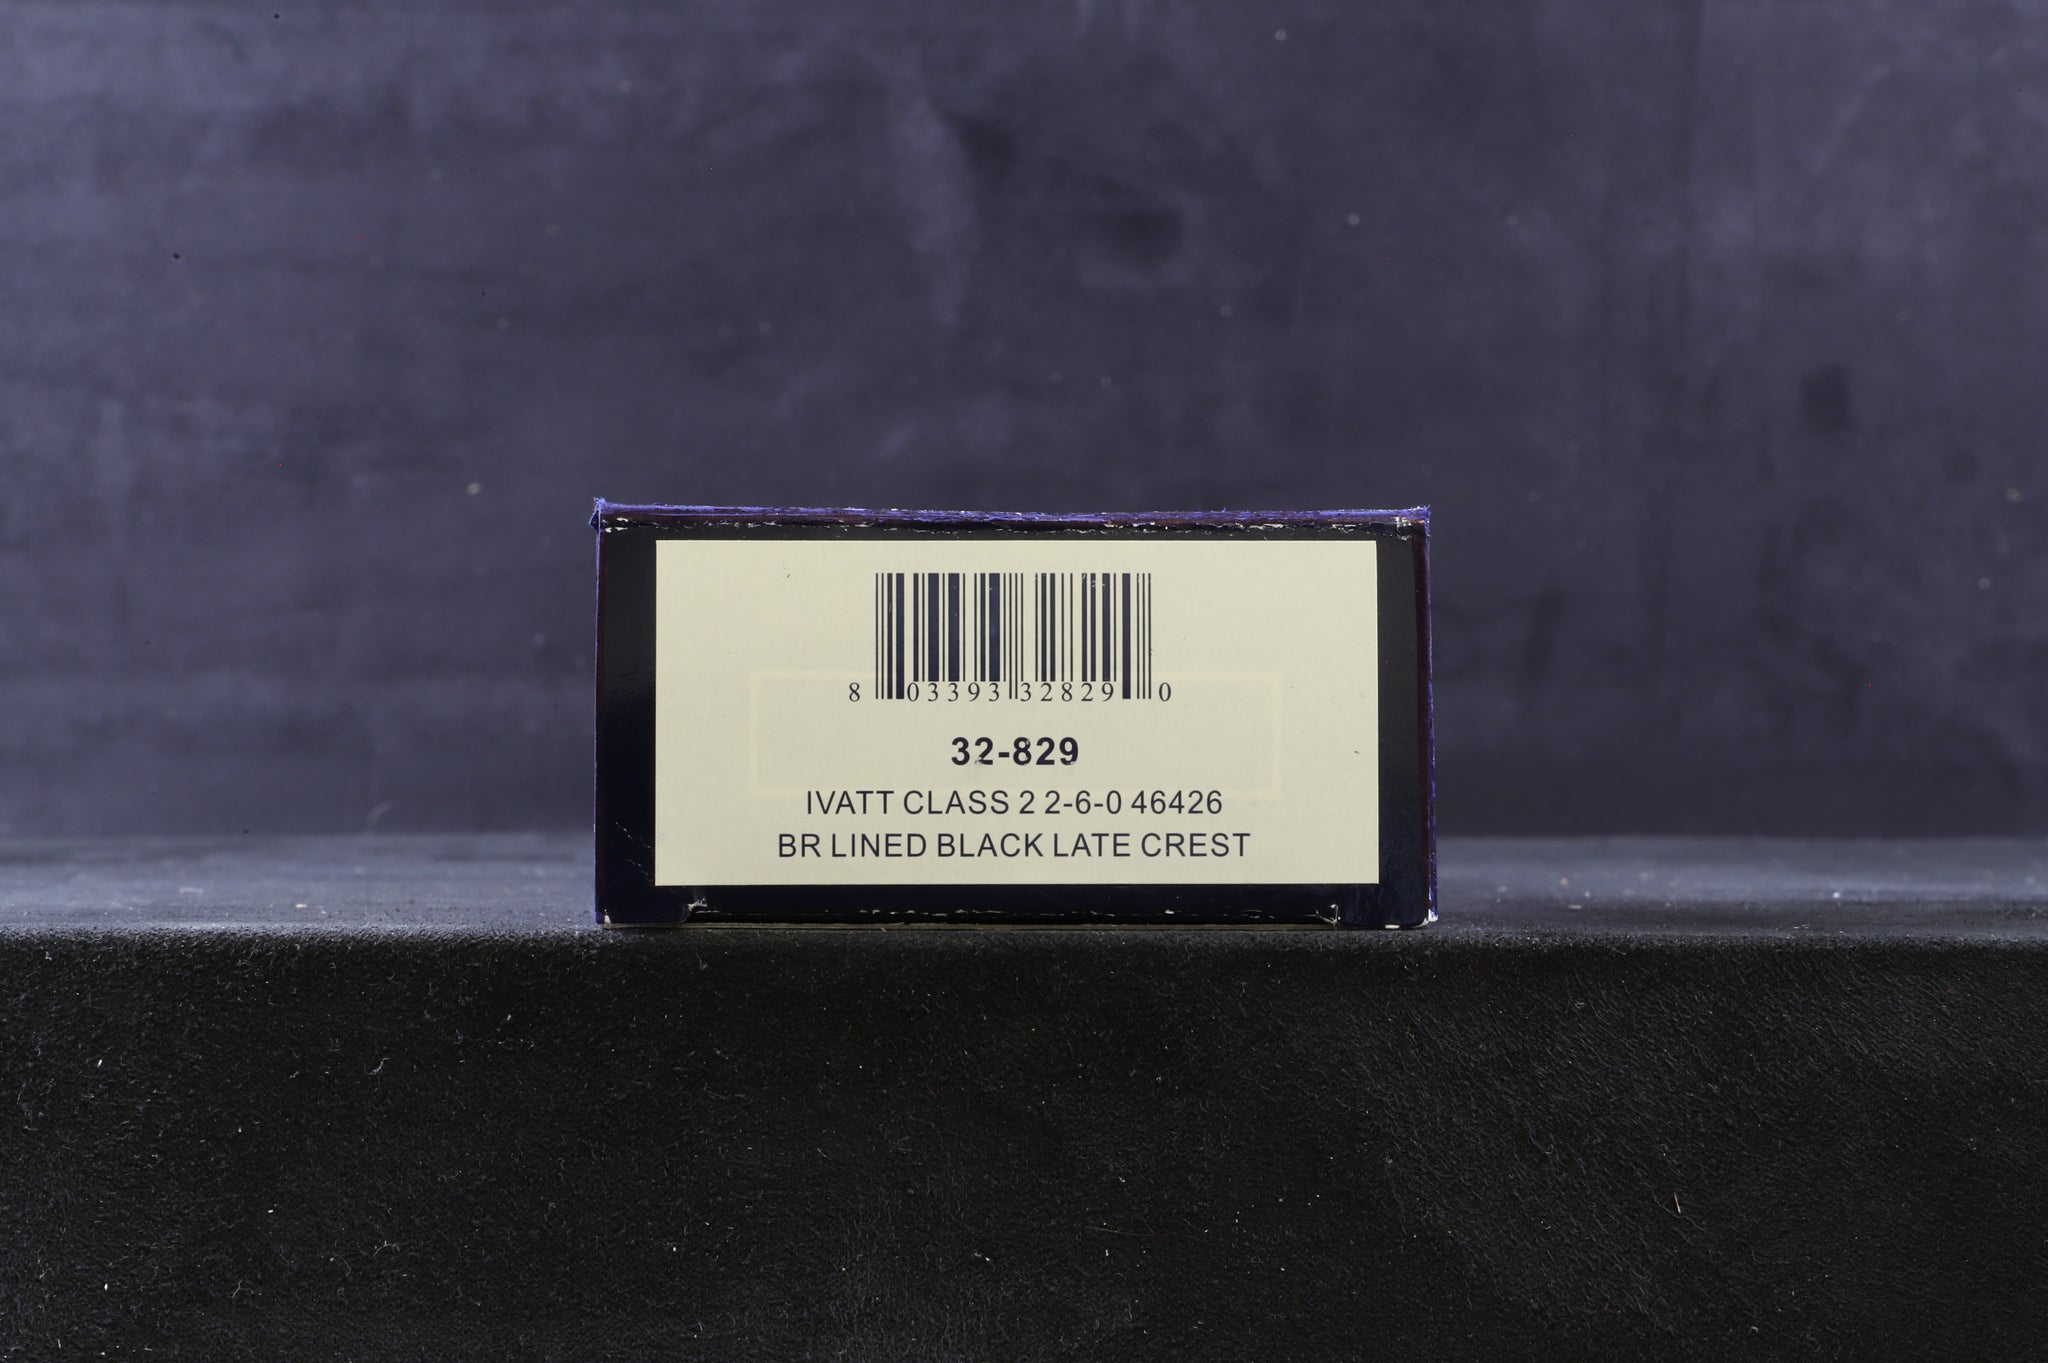 8 03393 32829 0
32-829
IVATT CLASS 2 2-6-0 46426
BR LINED BLACK LATE CREST